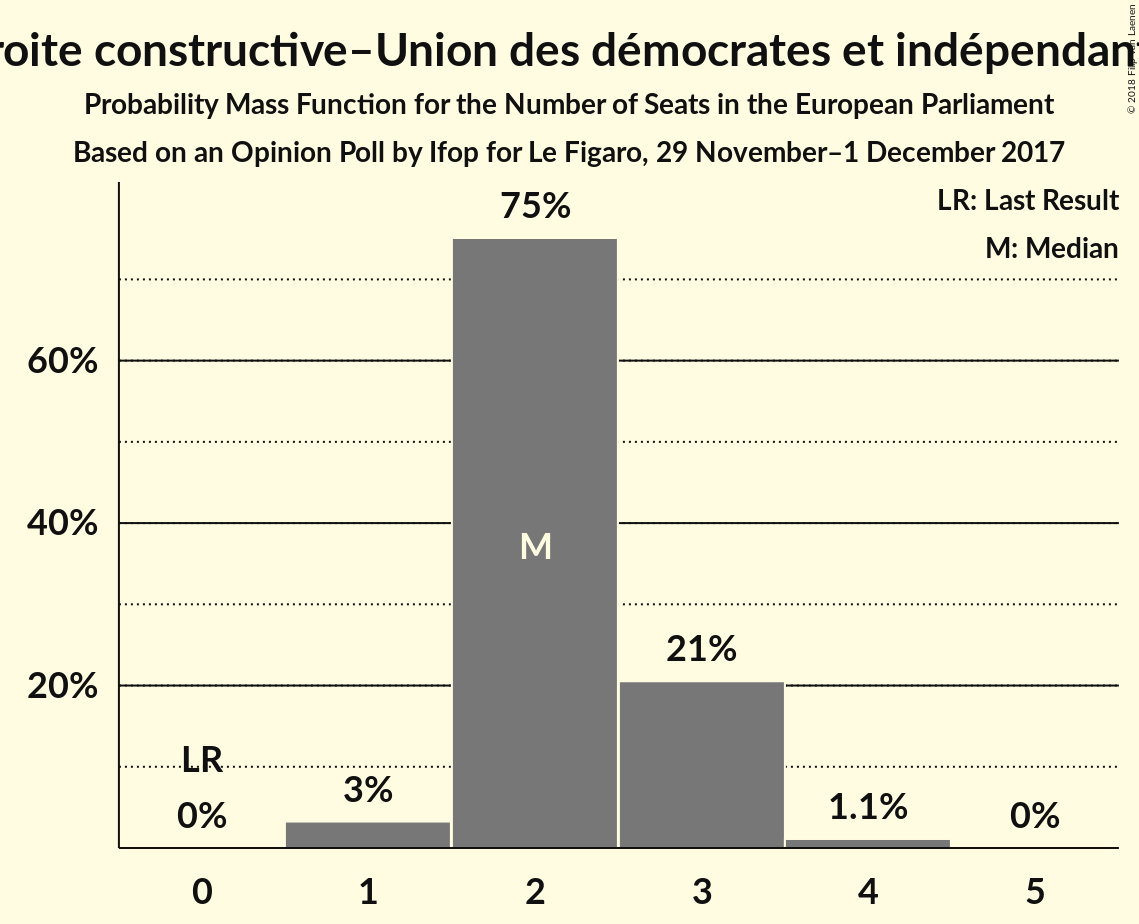 roite constructive–Union des démocrates et indépendan
Probability Mass Function for the Number of Seats in the European Parliament
Based on an Opinion Poll by Ifop for Le Figaro, 29 November–1 December 2017
© 2018 Filip van Laenen
LR: Last Result
M: Median
75%
60%
40%
M
21%
20%
LR
3%
1.1%
0%
0%
0 1 2 3 4 5